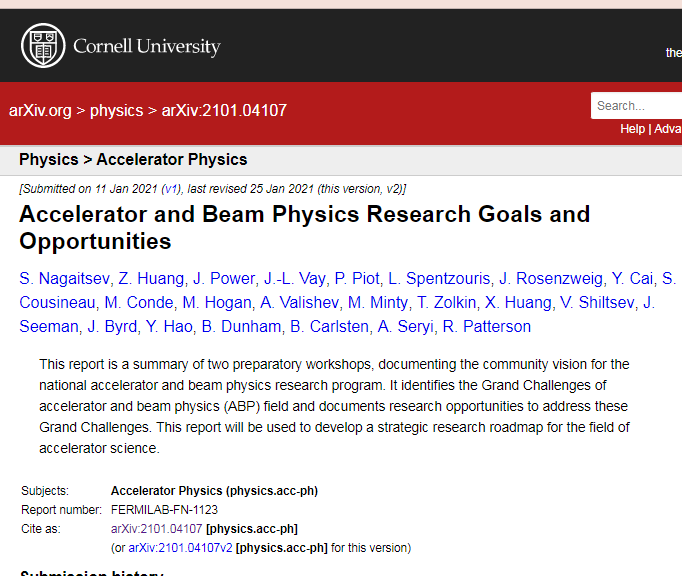 Cornell University
the
arXiv.org > physics > arXiv:2101.04107
Search...
Help | Adva
Physics > Accelerator Physics
[Submitted on 11 Jan 2021 (v1), last revised 25 Jan 2021 (this version, v2)]
Accelerator and Beam Physics Research Goals and
Opportunities
S. Nagaitsev, Z. Huang, J. Power, J.-L. Vay, P. Piot, L. Spentzouris, J. Rosenzweig, Y. Cai, S.
Cousineau, M. Conde, M. Hogan, A. Valishev, M. Minty, T. Zolkin, X. Huang, V. Shiltsev, J.
Seeman, J. Byrd, Y. Hao, B. Dunham, B. Carlsten, A. Seryi, R. Patterson
This report is a summary of two preparatory workshops, documenting the community vision for the
national accelerator and beam physics research program. It identifies the Grand Challenges of
accelerator and beam physics (ABP) field and documents research opportunities to address these
Grand Challenges. This report will be used to develop a strategic research roadmap for the field of
accelerator science.
Subjects: Accelerator Physics (physics.acc-ph)
Report number: FERMILAB-FN-1123
Cite as: arXiv:2101.04107 [physics.acc-ph]
(or arXiv:2101.04107v2 [physics.acc-ph] for this version)
Submission history